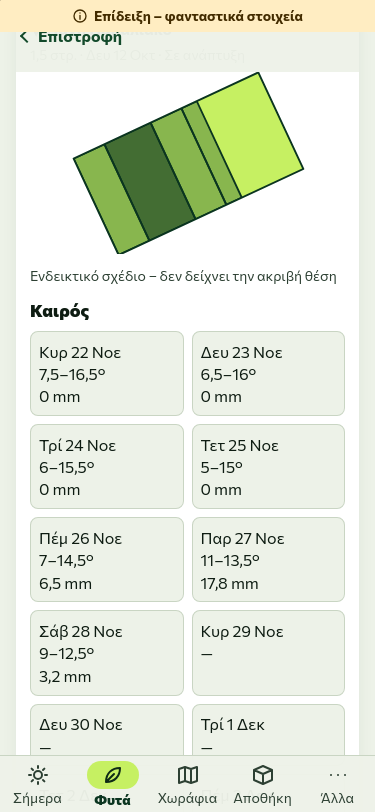 Επίδειξη – φανταστικά στοιχεία
Επιστροφή
Ενδεικτικό σχέδιο – δεν δείχνει την ακριβή θέση
Καιρός
Κυρ 22 Νοε
7,5–16,5°
0 mm
Δευ 23 Νοε
6,5–16°
0 mm
Τρί 24 Νοε
6–15,5°
0 mm
Τετ 25 Νοε
5–15°
0 mm
Πέμ 26 Νοε
7–14,5°
6,5 mm
Παρ 27 Νοε
11–13,5°
17,8 mm
Σάβ 28 Νοε
9–12,5°
3,2 mm
Κυρ 29 Νοε
—
Δευ 30 Νοε
—
Τρί 1 Δεκ
—
Σήμερα
Φυτά
Χωράφια
Αποθήκη
Άλλα